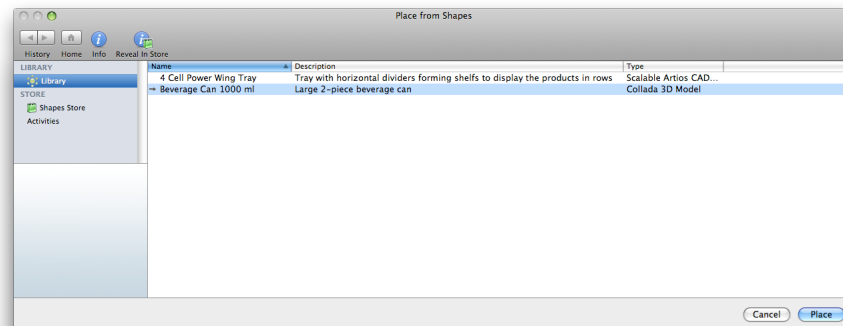 Place from Shapes
History Home Info Reveal In Store
LIBRARY
Library
STORE
Shapes Store
Activities
Name Description Type
4 Cell Power Wing Tray Tray with horizontal dividers forming shelfs to display the products in rows Scalable Artios CAD...
Beverage Can 1000 ml Large 2-piece beverage can Collada 3D Model
Cancel Place